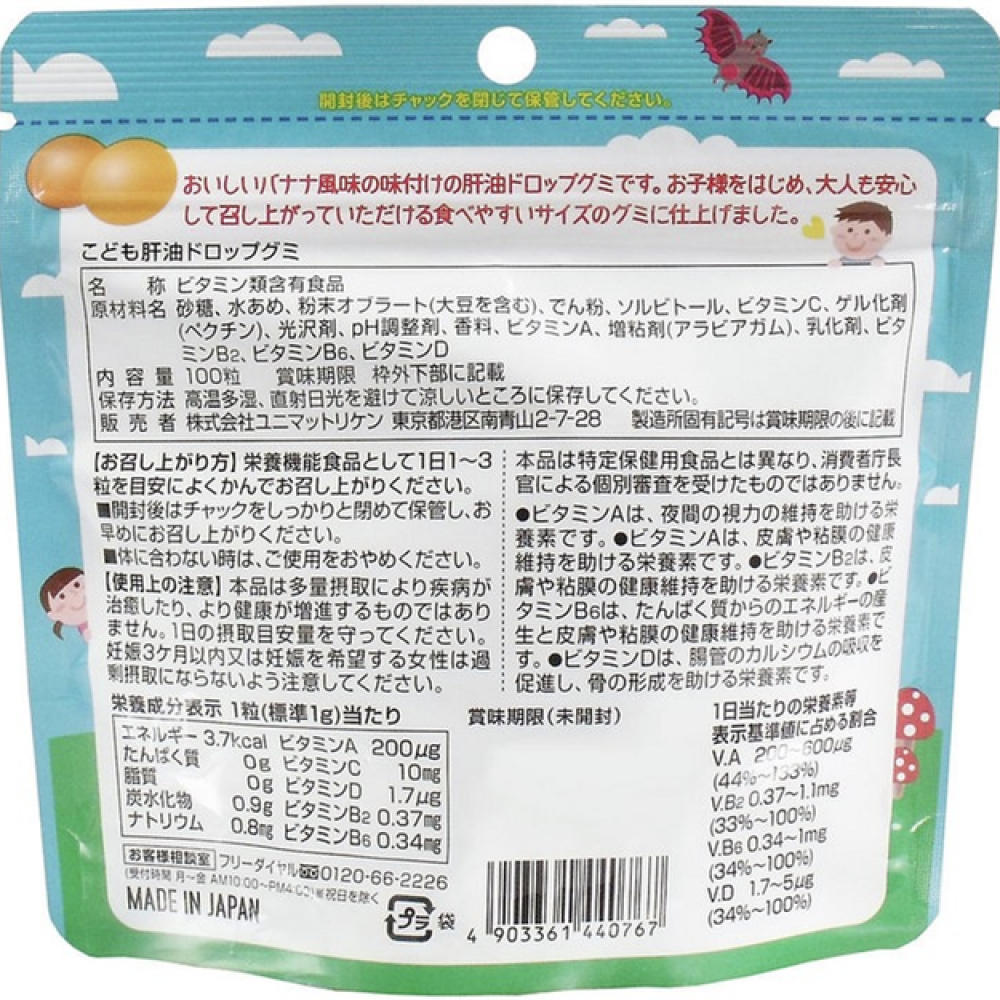 開封後はチャックを閉じて保管してください。
おいしいバナナ風味の味付けの肝油ドロップグミです。お子様をはじめ、大人も安心
して召し上がっていただける食べやすいサイズのグミに仕上げました。
こども肝油ドロップグミ
名 称 ビタミン類含有食品
原材料名 砂糖、水あめ、粉末オブラート(大豆を含む)、でん粉、ソルビトール、ビタミンC、ゲル化剤
(ペクチン)、光沢剤、pH調整剤、香料、ビタミンA、増粘剤(アラビアガム)、乳化剤、ビタ
ミンB2、ビタミンB6、ビタミンD
内容量 100粒 賞味期限 枠外下部に記載
保存方法 高温多湿、直射日光を避けて涼しいところに保存してください。
販売者 株式会社ユニマットリケン 東京都港区南青山2-7-28 製造所固有記号は賞味期限の後に記載
【お召し上がり方】栄養機能食品として1日1〜3
粒を目安によくかんでお召し上がりください。
■開封後はチャックをしっかりと閉めて保管し、お
早めにお召し上がりください。
■体に合わない時は、ご使用をおやめください。
【使用上の注意】本品は多量摂取により疾病が
治癒したり、より健康が増進するものではあり
ません。1日の摂取目安量を守ってください。
妊娠3ケ月以内又は妊娠を希望する女性は過
剰摂取にならないよう注意してください。
本品は特定保健用食品とは異なり、消費者庁長
官による個別審査を受けたものではありません。
●ビタミンAは、夜間の視力の維持を助ける栄
養素です。●ビタミンAは、皮膚や粘膜の健康
維持を助ける栄養素です。●ビタミンB2は、皮
膚や粘膜の健康維持を助ける栄養素です。●ビ
タミンB6は、たんぱく質からのエネルギーの産
生と皮膚や粘膜の健康維持を助ける栄養素で
す。●ビタミンDは、腸管のカルシウムの吸収を
促進し、骨の形成を助ける栄養素です。
栄養成分表示 1粒(標準1g)当たり
エネルギー 3.7kcal ビタミンA 200μg
たんぱく質 0g ビタミンC 10mg
脂質 0g ビタミンD 1.7μg
炭水化物 0.9g ビタミンB2 0.37mg
ナトリウム 0.8mg ビタミンB6 0.34mg
賞味期限(未開封)
1日当たりの栄養素等
表示基準値に占める割合
V.A 200〜600μg
(44%〜133%)
V.B2 0.37〜1.1mg
(33%〜100%)
V.B6 0.34〜1mg
(34%〜100%)
V.D 1.7〜5μg
(34%〜100%)
お客様相談室 フリーダイヤル 0120-66-2226
(受付時間 月〜金 AM10:00〜PM4:00)祝日を除く
MADE IN JAPAN
プラ 袋
4 903361 440767